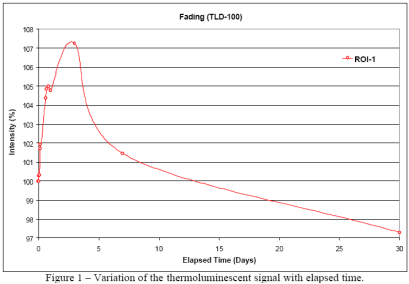 Fading (TLD-100)
108
107
106
105
104
103
102
101
100
99
98
97
Intensity (%)
ROI-1
0 5 10 15 20 25 30
Elapsed Time (Days)
Figure 1 – Variation of the thermoluminescent signal with elapsed time.